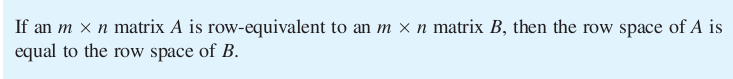 If an m × n matrix A is row-equivalent to an m × n matrix B, then the row space of A is
equal to the row space of B.